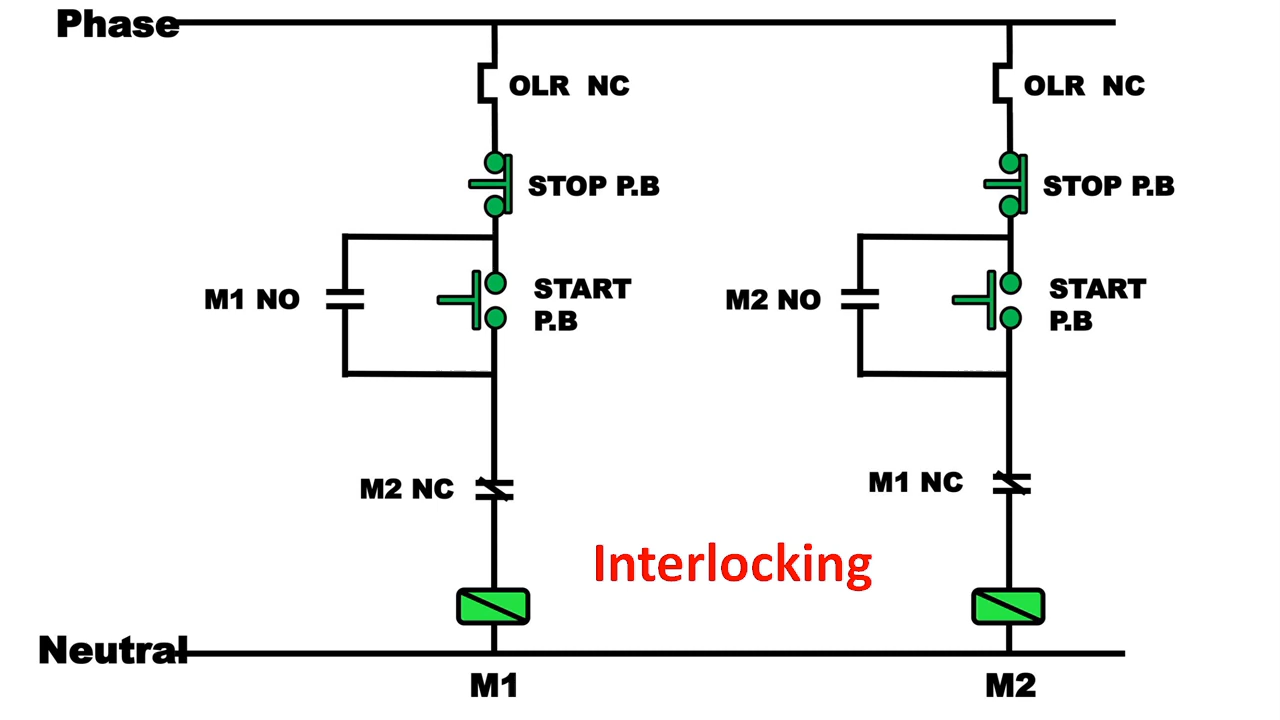 Phase
OLR NC
OLR NC
STOP P.B
STOP P.B
M1 NO
START
P.B
M2 NO
START
P.B
M2 NC
M1 NC
Interlocking
Neutral
M1
M2